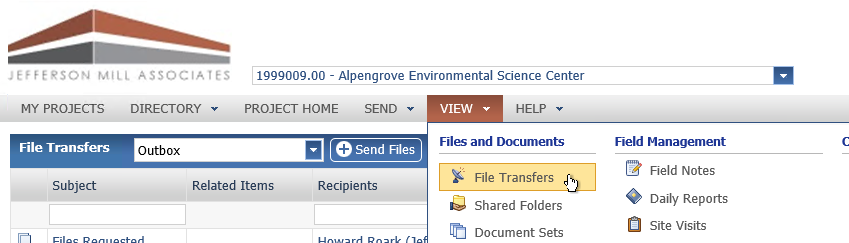 JEFFERSON MILL ASSOCIATES
1999009.00 - Alpengrove Environmental Science Center
MY PROJECTS DIRECTORY PROJECT HOME SEND VIEW HELP
File Transfers Outbox Send Files
Subject Related Items Recipients
Files Requested Howard Roark (Jef
Files and Documents
File Transfers
Shared Folders
Document Sets
Field Management
Field Notes
Daily Reports
Site Visits